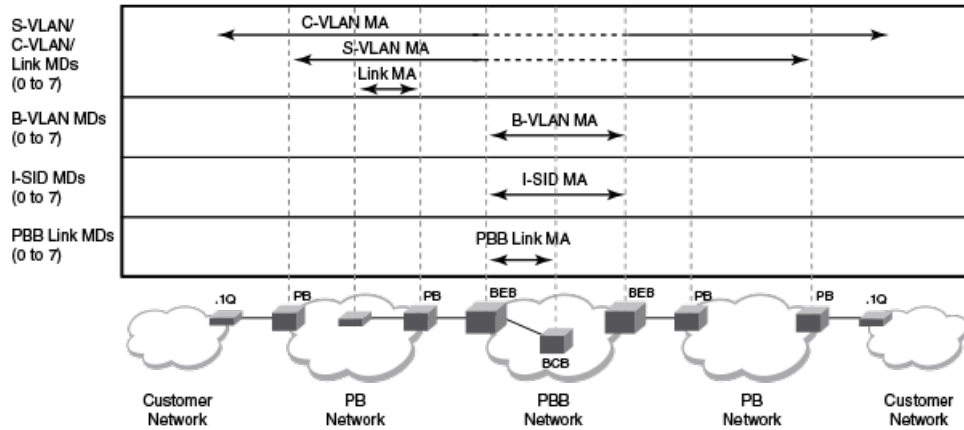 S-VLAN/
C-VLAN/
Link MDs
(0 to 7)
C-VLAN MA
S-VLAN MA
Link MA
B-VLAN MDs
(0 to 7)
B-VLAN MA
I-SID MDs
(0 to 7)
I-SID MA
PBB Link MDs
(0 to 7)
PBB Link MA
.1Q
PB
PB
BEB
BEB
PB
PB
.1Q
BCB
Customer
Network
PB
Network
PBB
Network
PB
Network
Customer
Network